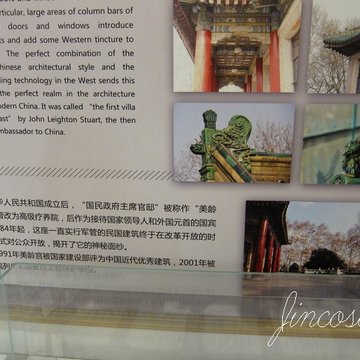 rticular, large areas of column bars of
doors and windows introduce
ts and add some Western tincture to
The perfect combination of the
hinese architectural style and the
ing technology in the West sends this
the perfect realm in the architecture
odern China. It was called "the first villa
ast" by John Leighton Stuart, the then
mbassador to China.
华人民共和国成立后，"国民政府主席官邸"被称作"美龄
曾改为高级疗养院，后作为接待国家领导人和外国元首的国宾
84年起，这座一直实行军管的民国建筑终于在改革开放的时
式对公众开放，揭开了它的神秘面纱。
991年美龄宫被国家建设部评为中国近代优秀建筑，2001年被
Jincos